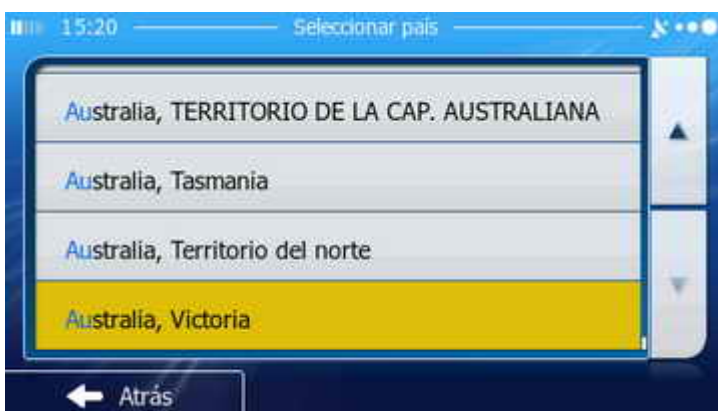 15:20
Seleccionar país
Australia, TERRITORIO DE LA CAP. AUSTRALIANA
Australia, Tasmania
Australia, Territorio del norte
Australia, Victoria
Atrás